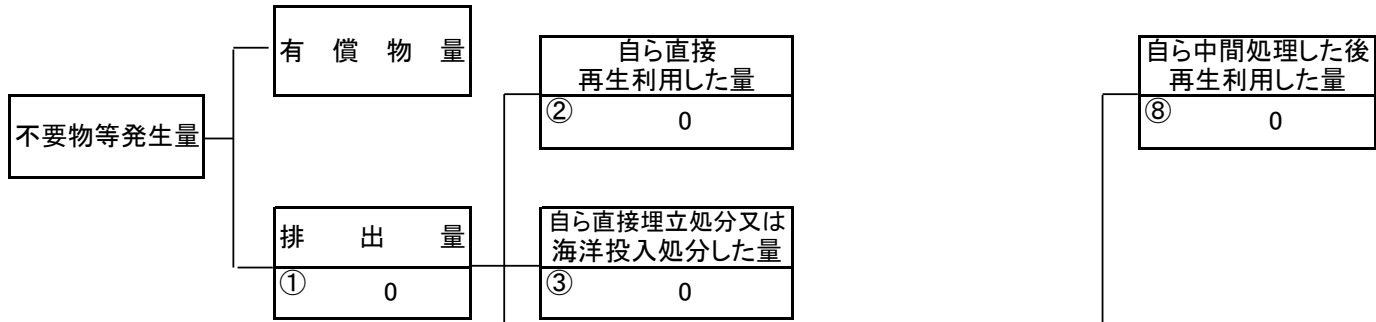 有償物量
自ら直接
再生利用した量
②
0
自ら中間処理した後
再生利用した量
⑧
0
不要物等発生量
排出量
①
0
自ら直接埋立処分又は
海洋投入処分した量
③
0